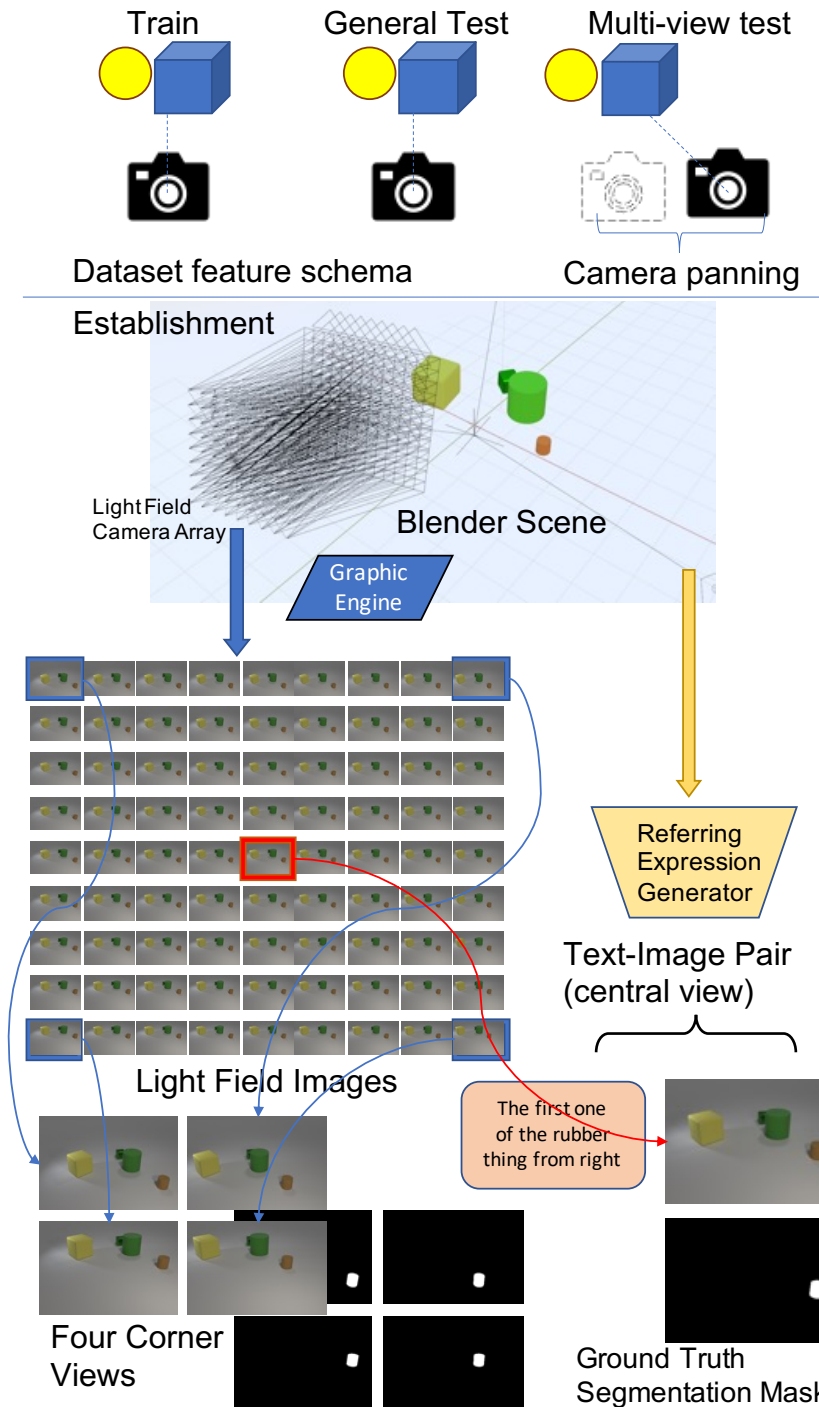 Train
General Test
Multi-view test
Dataset feature schema
Camera panning
Establishment
Light Field
Camera Array
Blender Scene
Graphic
Engine
Referring
Expression
Generator
Text-Image Pair
(central view)
Light Field Images
The first one
of the rubber
thing from right
Four Corner
Views
Ground Truth
Segmentation Mask